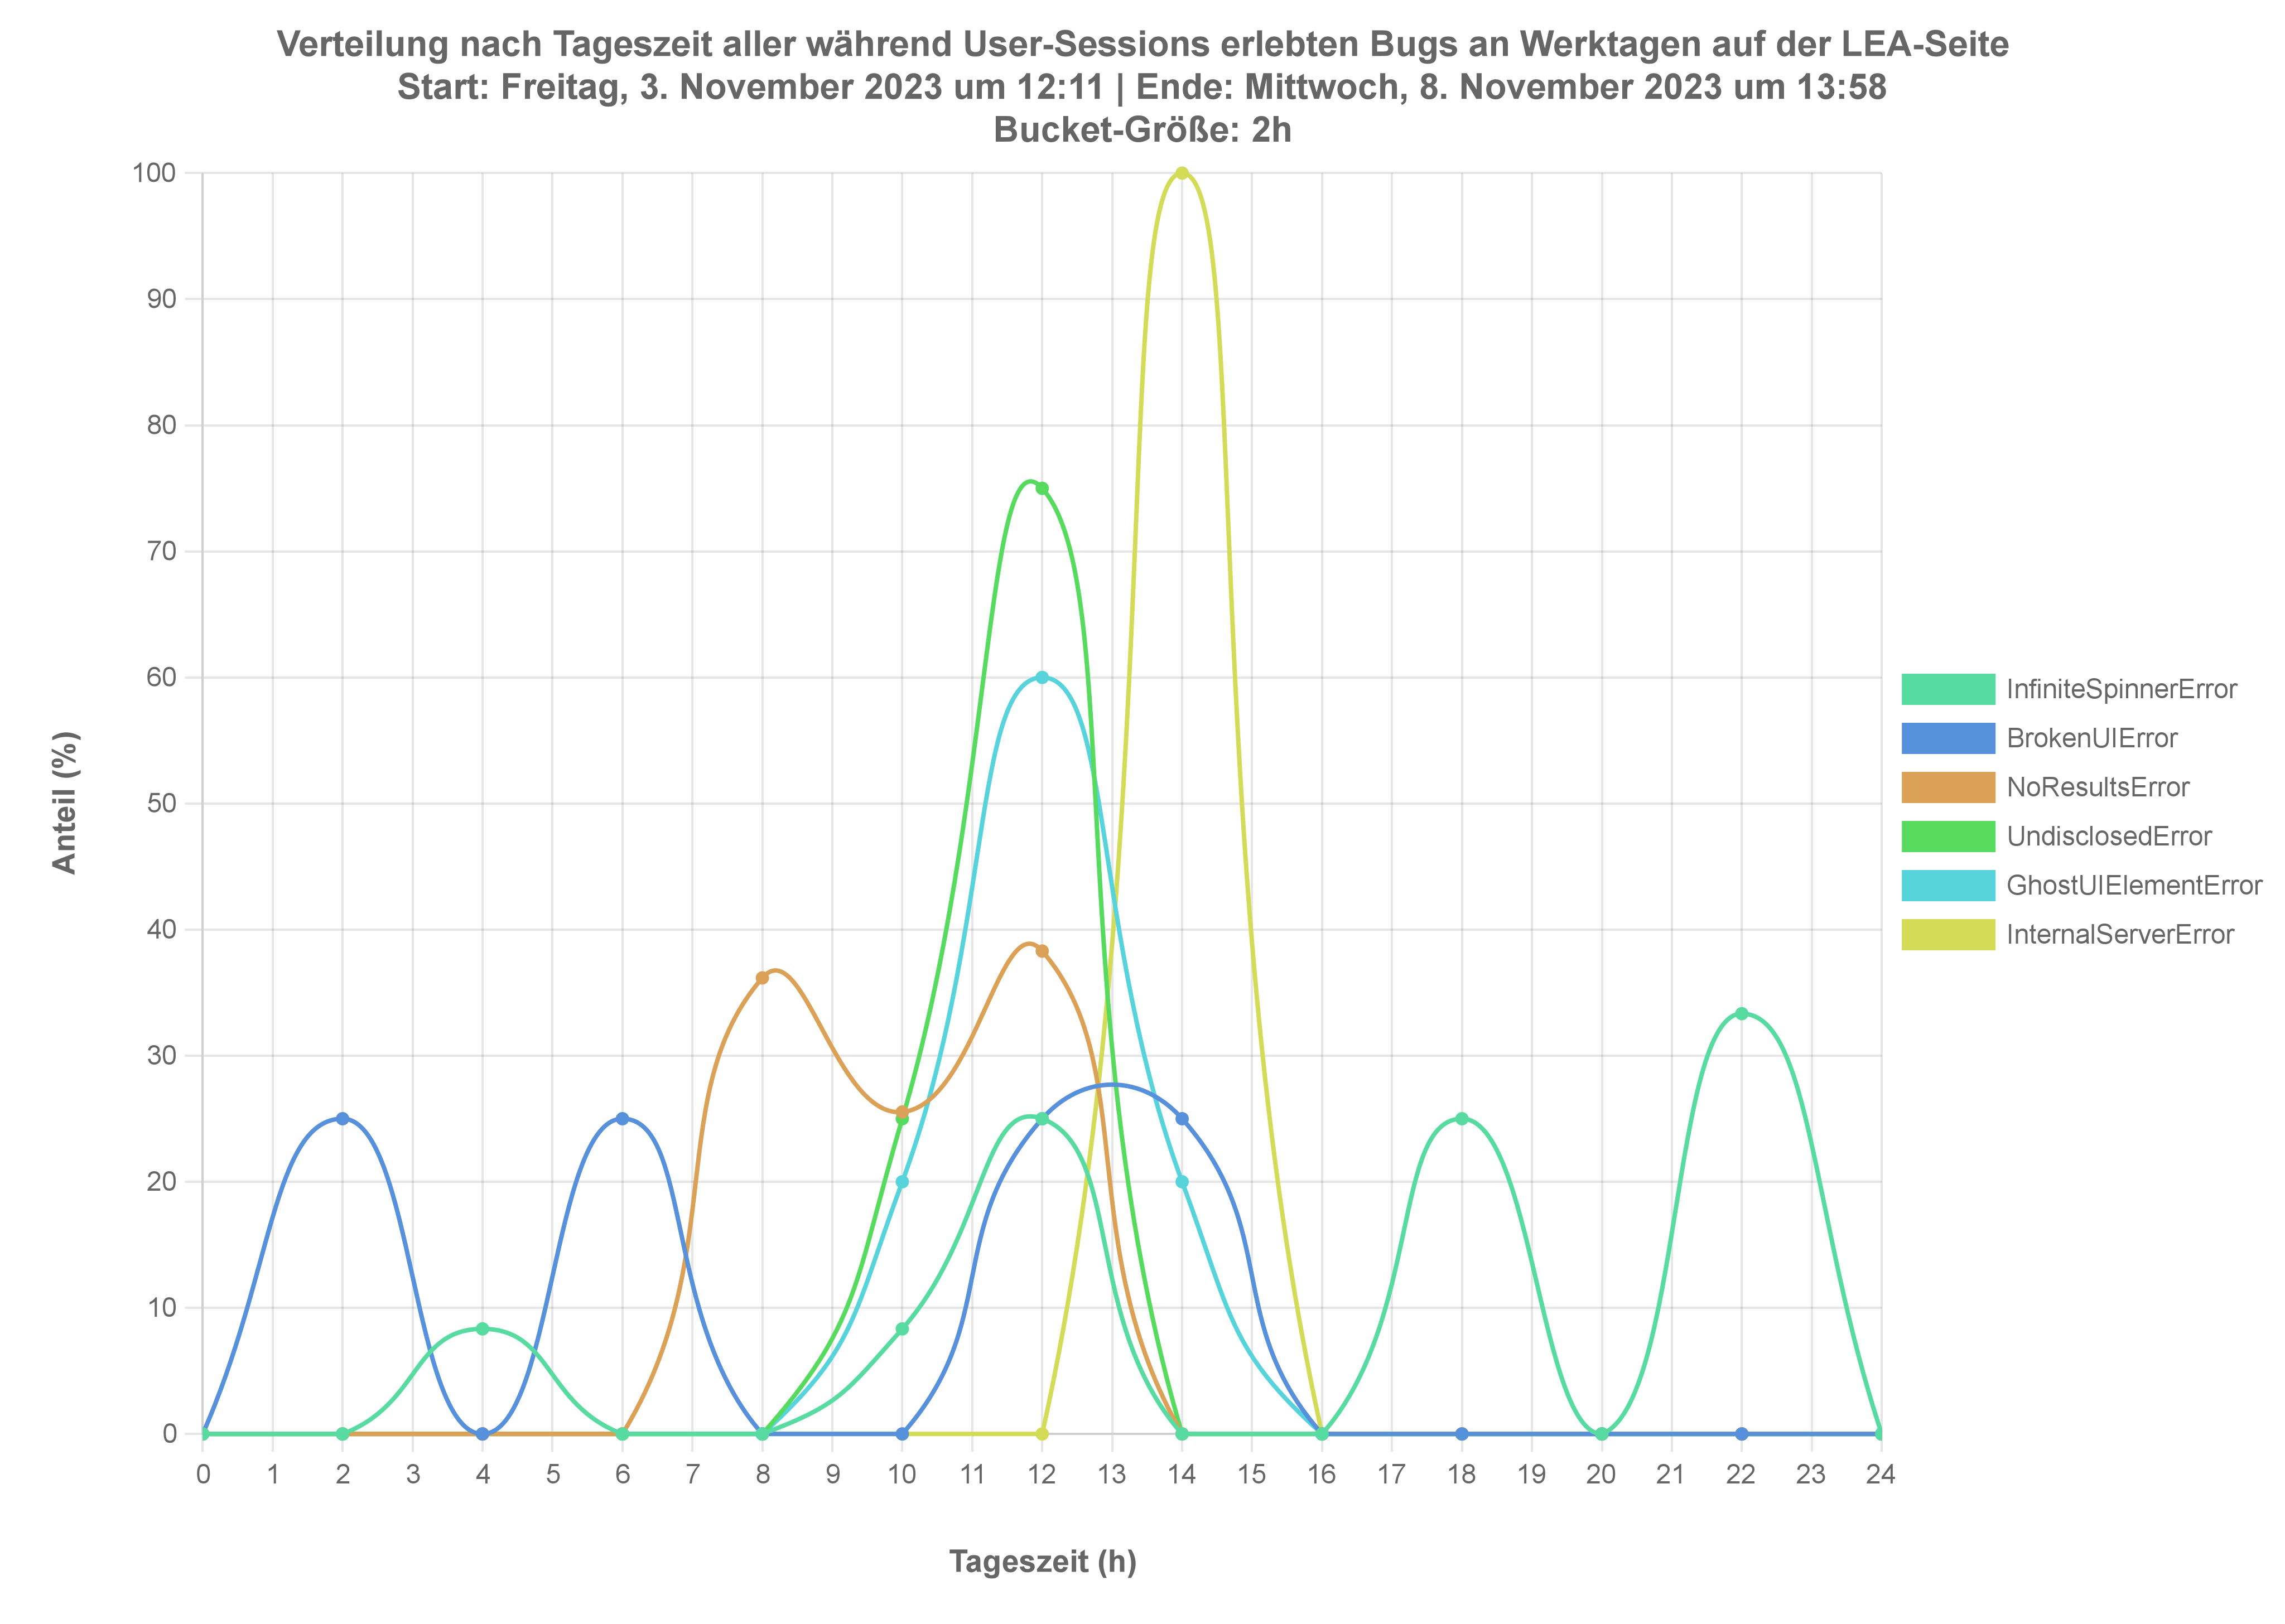 Verteilung nach Tageszeit aller während User-Sessions erlebten Bugs an Werktagen auf der LEA-Seite
Start: Freitag, 3. November 2023 um 12:11 | Ende: Mittwoch, 8. November 2023 um 13:58
Bucket-Größe: 2h
100
90
80
70
60
50
40
30
20
10
0
Anteil (%)
0 1 2 3 4 5 6 7 8 9 10 11 12 13 14 15 16 17 18 19 20 21 22 23 24
Tageszeit (h)
InfiniteSpinnerError
BrokenUIError
NoResultsError
UndisclosedError
GhostUIElementError
InternalServerError